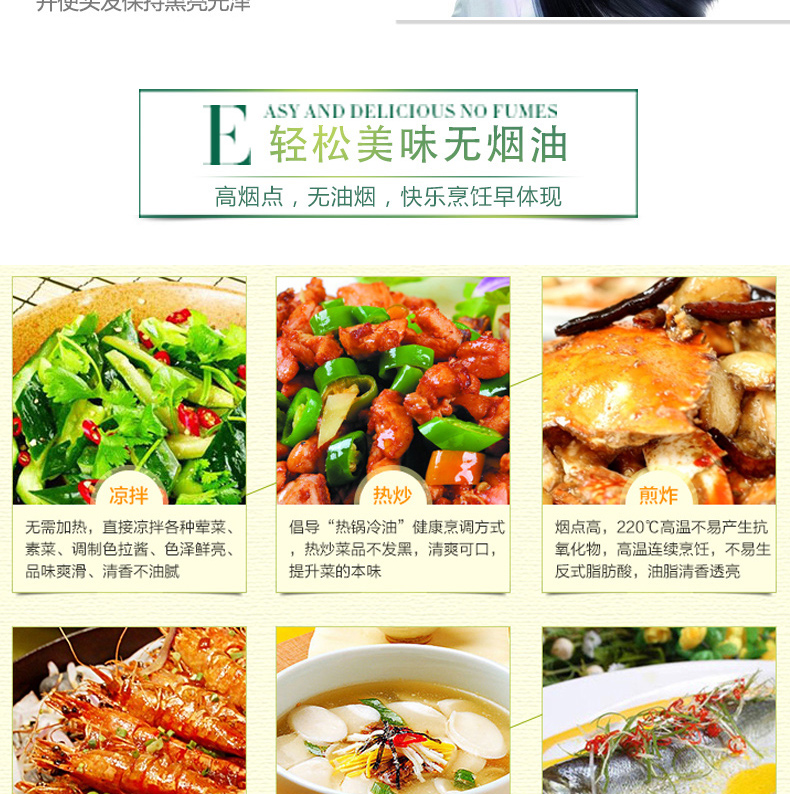 并使头发保持黑亮光泽
EASY AND DELICIOUS NO FUMES
轻松美味无烟油
高烟点，无油烟，快乐烹饪早体现
凉拌
无需加热，直接凉拌各种荤菜、
素菜、调制色拉酱、色泽鲜亮、
品味爽滑、清香不油腻
热炒
倡导“热锅冷油”健康烹调方式
，热炒菜品不发黑，清爽可口，
提升菜的本味
煎炸
烟点高，220℃高温不易产生抗
氧化物，高温连续烹饪，不易生
反式脂肪酸，油脂清香透亮